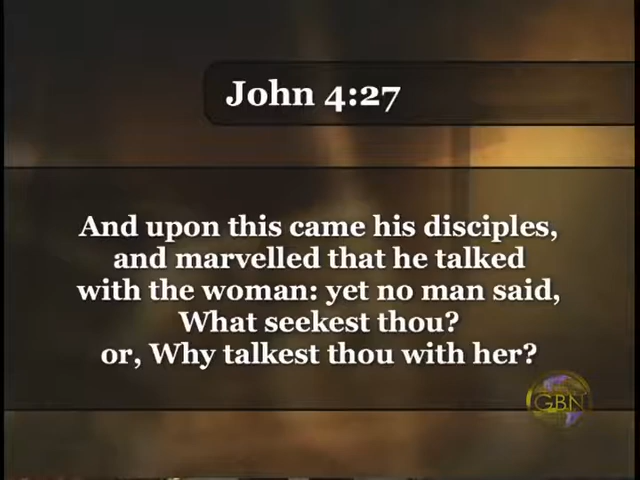 John 4:27
And upon this came his disciples,
and marvelled that he talked
with the woman: yet no man said,
What seekest thou?
or, Why talkest thou with her?
GBN